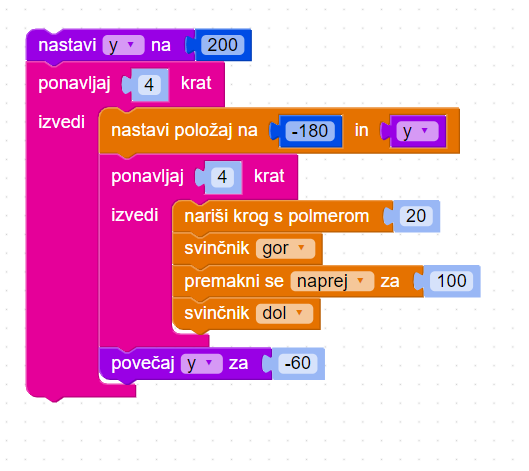 nastavi y na 200
ponavljaj 4 krat
izvedi
nastavi položaj na -180 in y
ponavljaj 4 krat
izvedi
nariši krog s polmerom 20
svinčnik gor
premakni se naprej za 100
svinčnik dol
povečaj y za -60